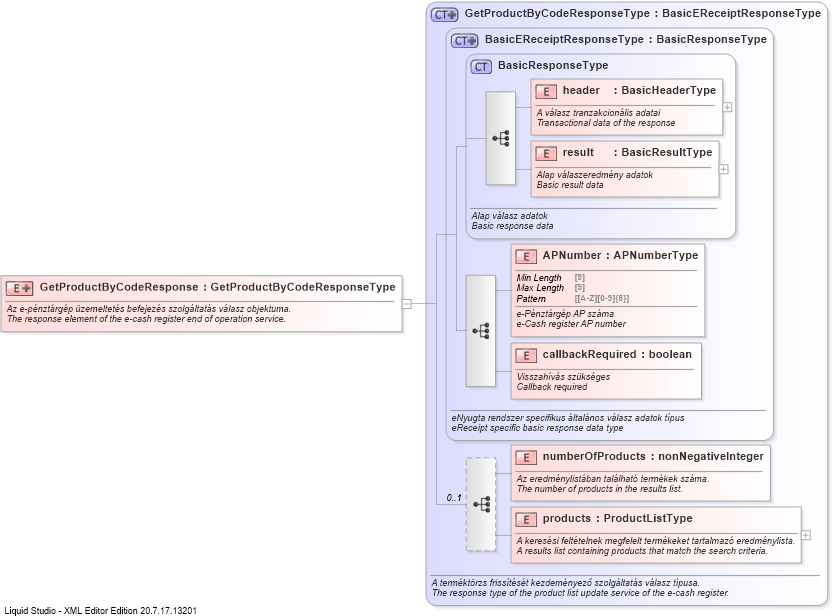 CT+ GetProductByCodeResponseType : BasicEReceiptResponseType
CT+ BasicEReceiptResponseType : BasicResponseType
CT BasicResponseType
E header : BasicHeaderType
A válasz tranzakcionális adatai
Transactional data of the response
E result : BasicResultType
Alap válaszeredmény adatok
Basic result data
Alap válasz adatok
Basic response data
E APNumber : APNumberType
Min Length [9]
Max Length [9]
Pattern [[A-Z][0-9]{8}]
e-Pénztárgép AP száma
e-Cash register AP number
E+ GetProductByCodeResponse : GetProductByCodeResponseType
Az e-pénztárgép üzemeltetés befejezés szolgáltatás válasz objektuma.
The response element of the e-cash register end of operation service.
E callbackRequired : boolean
Visszahívás szükséges
Callback required
eNyugta rendszer specifikus általános válasz adatok típus
eReceipt specific basic response data type
E numberOfProducts : nonNegativeInteger
Az eredménylistában található termékek száma.
The number of products in the results list.
0..1
E products : ProductListType
A keresési feltételnek megfelelt termékeket tartalmazó eredménylista.
A results list containing products that match the search criteria.
A terméktörzs frissítését kezdeményező szolgáltatás válasz típusa.
The response type of the product list update service of the e-cash register.
Liquid Studio - XML Editor Edition 20.7.17.13201